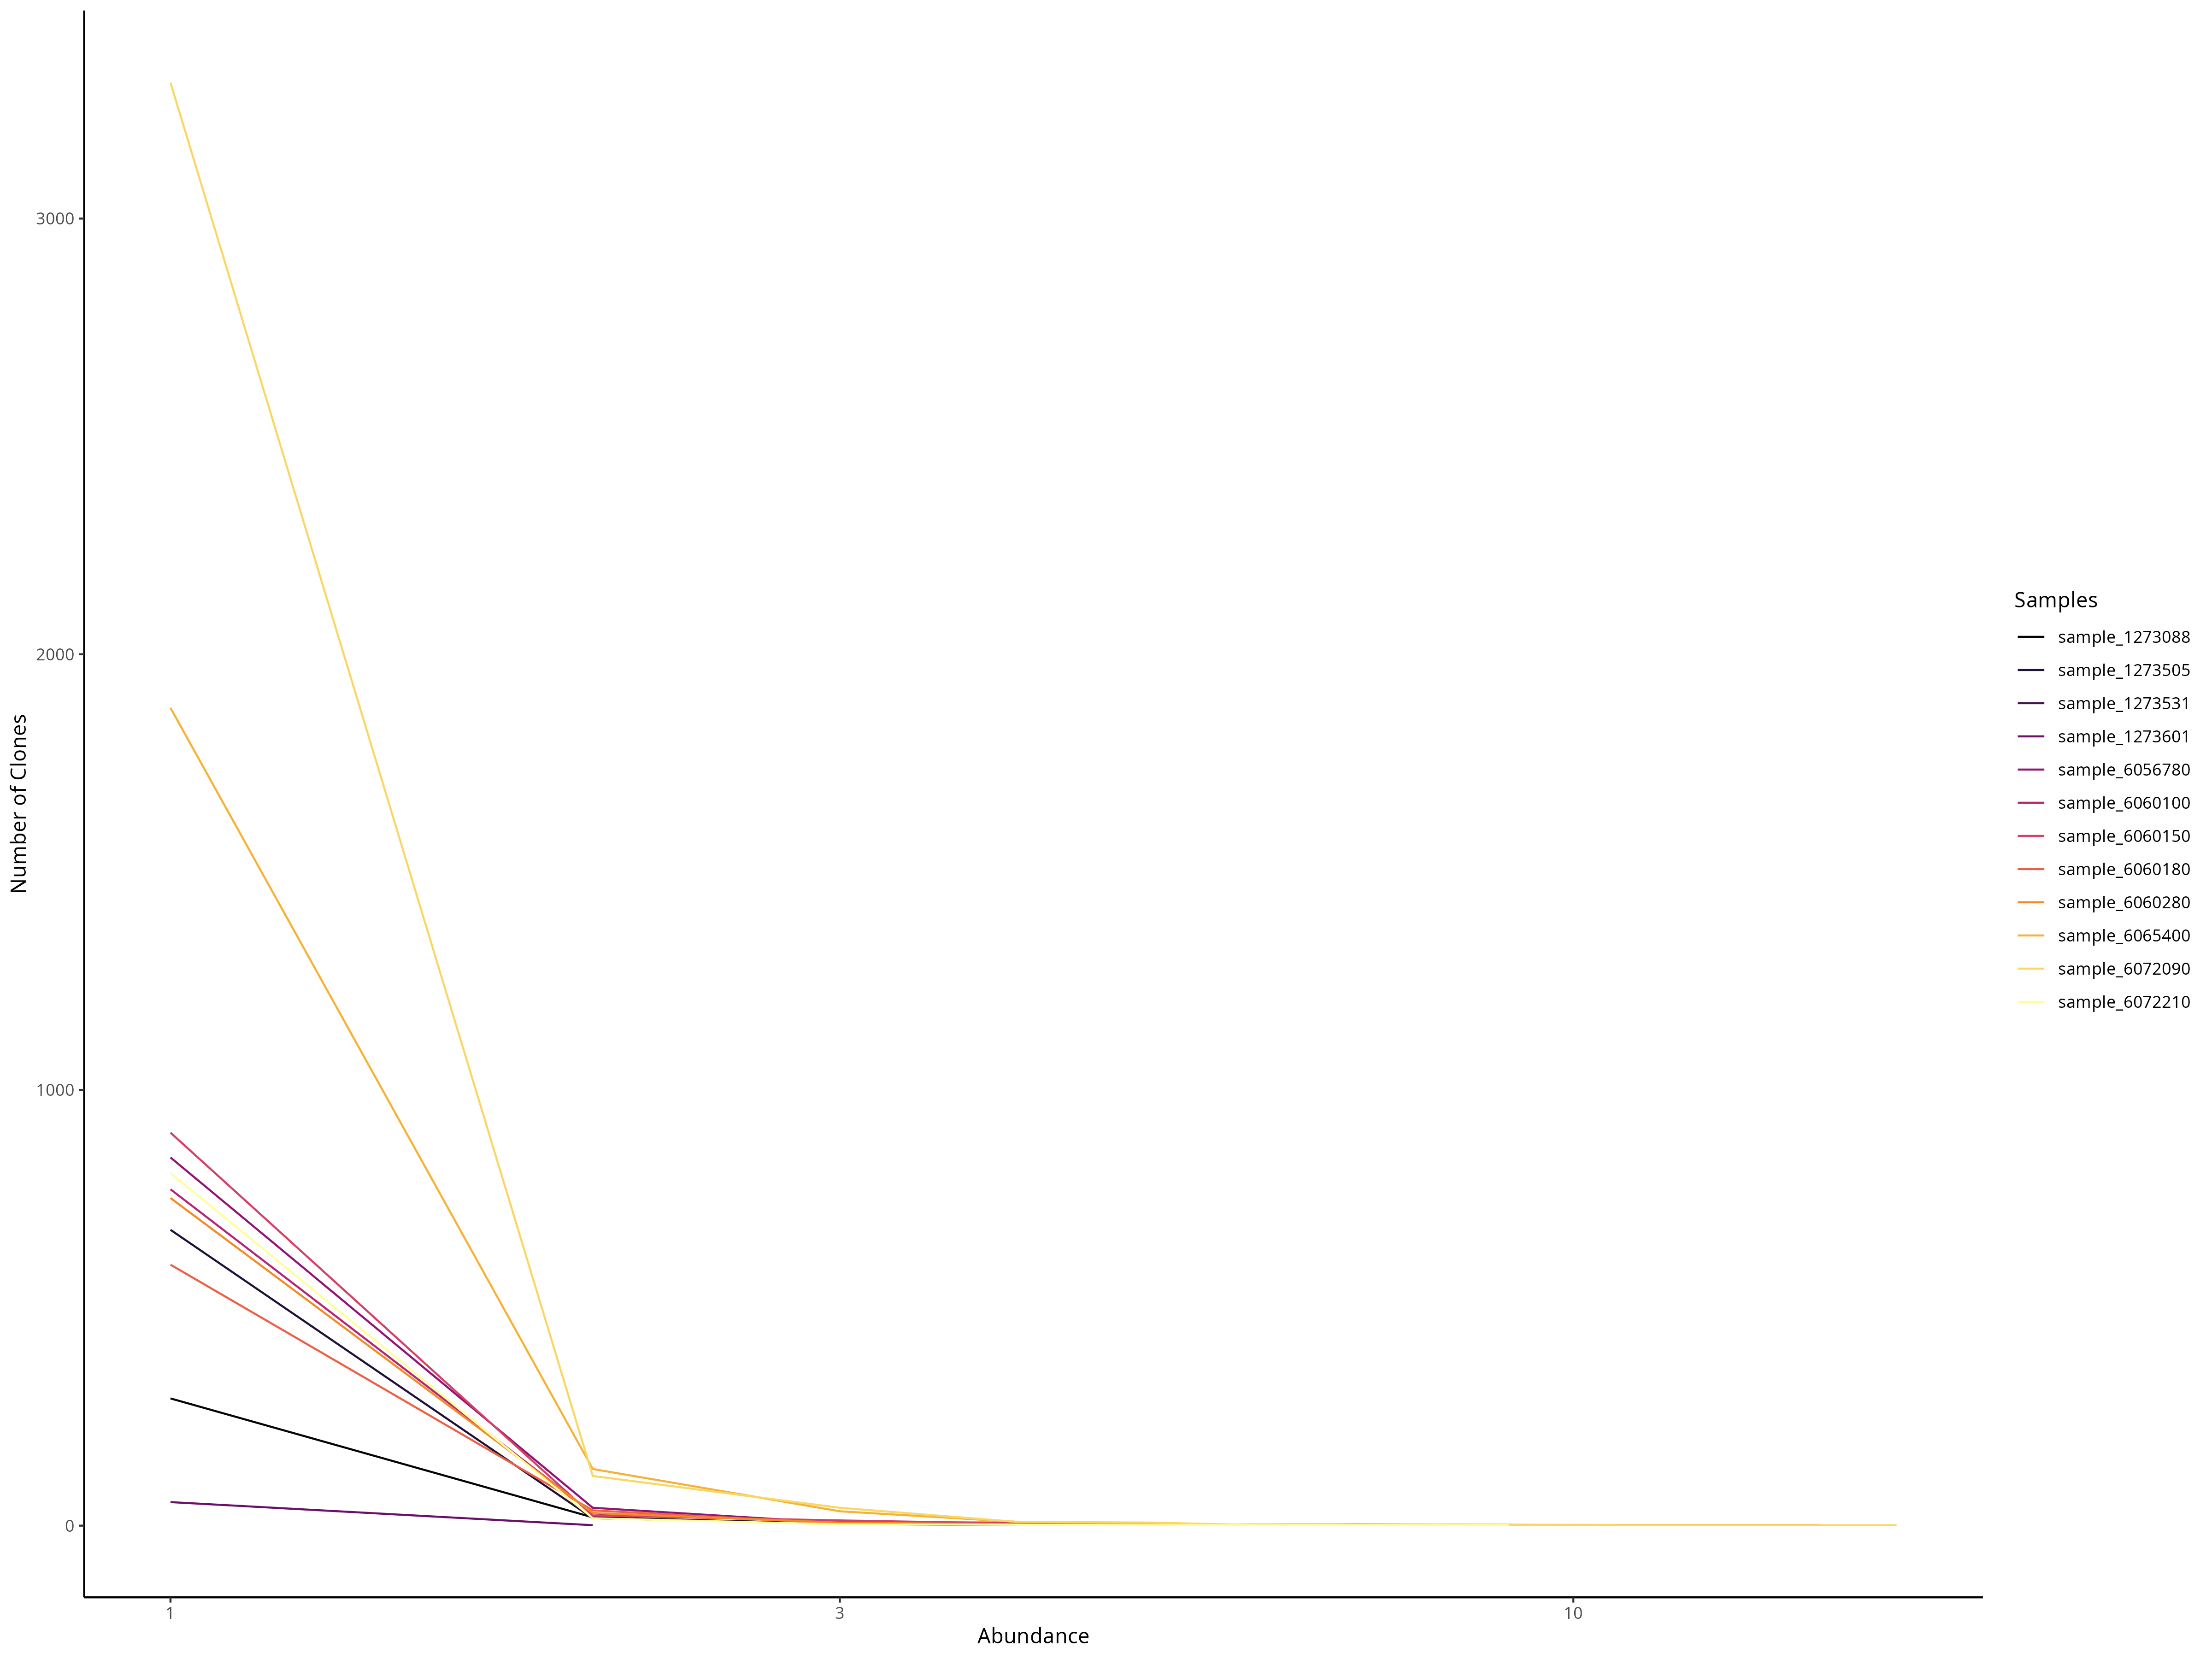 3000
2000
1000
0
Number of Clones
1
3
10
Abundance
Samples
sample_1273088
sample_1273505
sample_1273531
sample_1273601
sample_6056780
sample_6060100
sample_6060150
sample_6060180
sample_6060280
sample_6065400
sample_6072090
sample_6072210